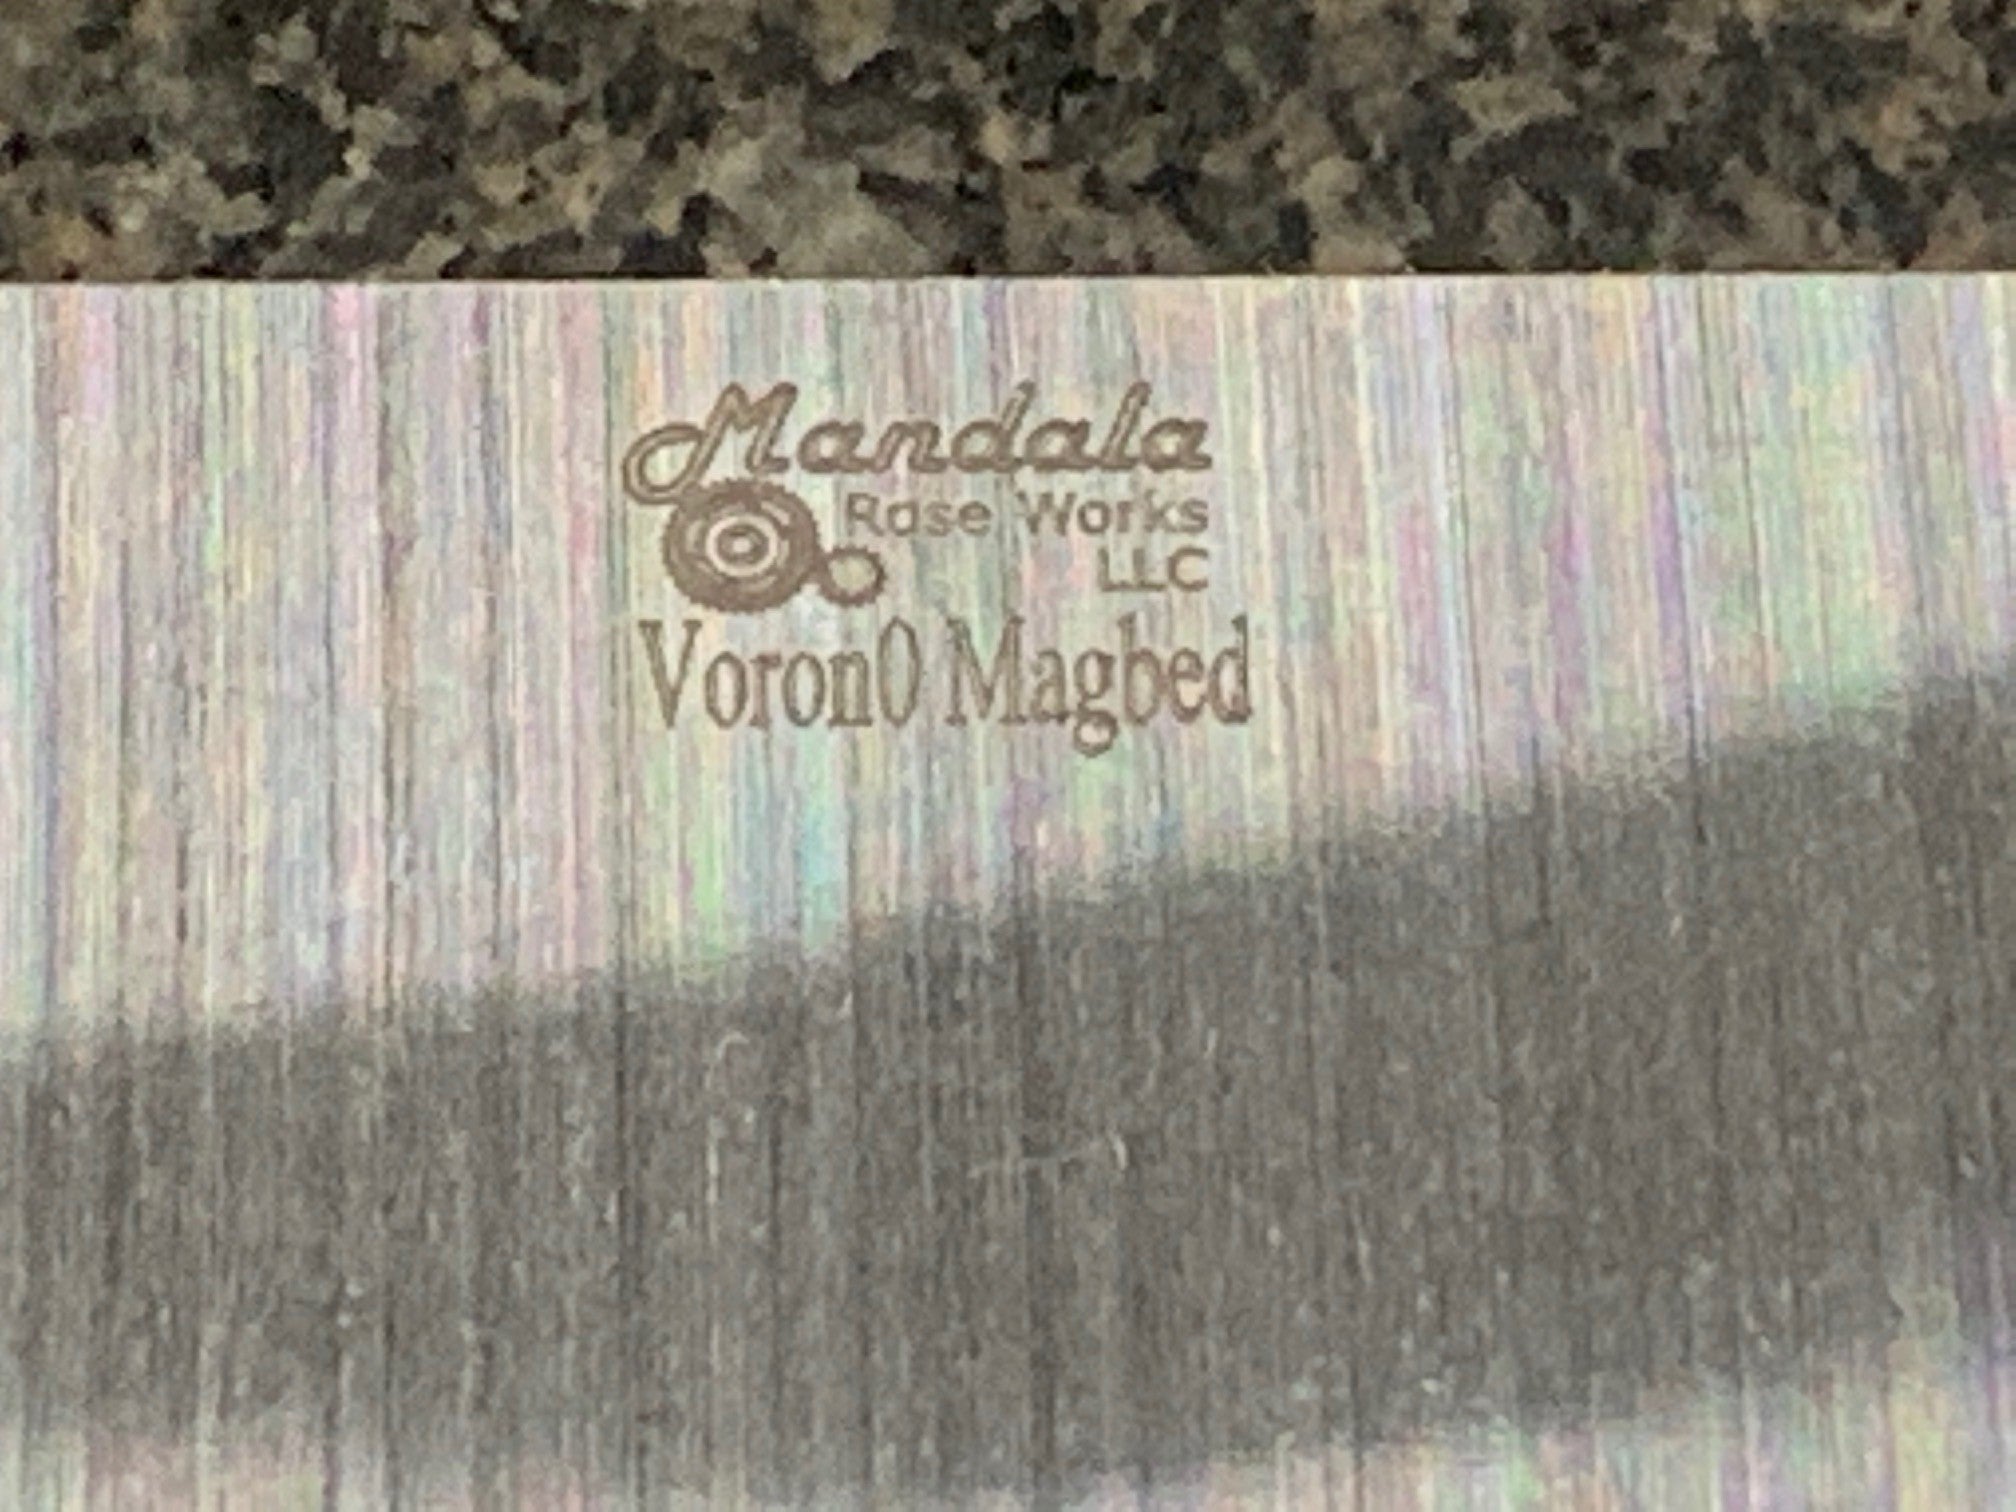 Mandala
Rose Works
LLC
Voron0 Magbed